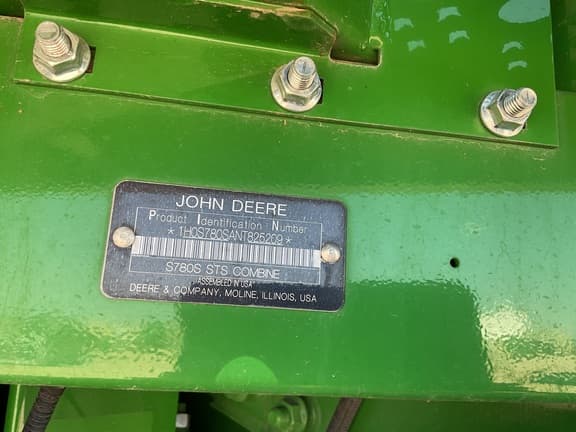 JOHN DEERE
Product Identification Number
* 1H0S780SANT825209 *
S780S STS COMBINE
ASSEMBLED IN USA
DEERE & COMPANY, MOLINE, ILLINOIS, USA